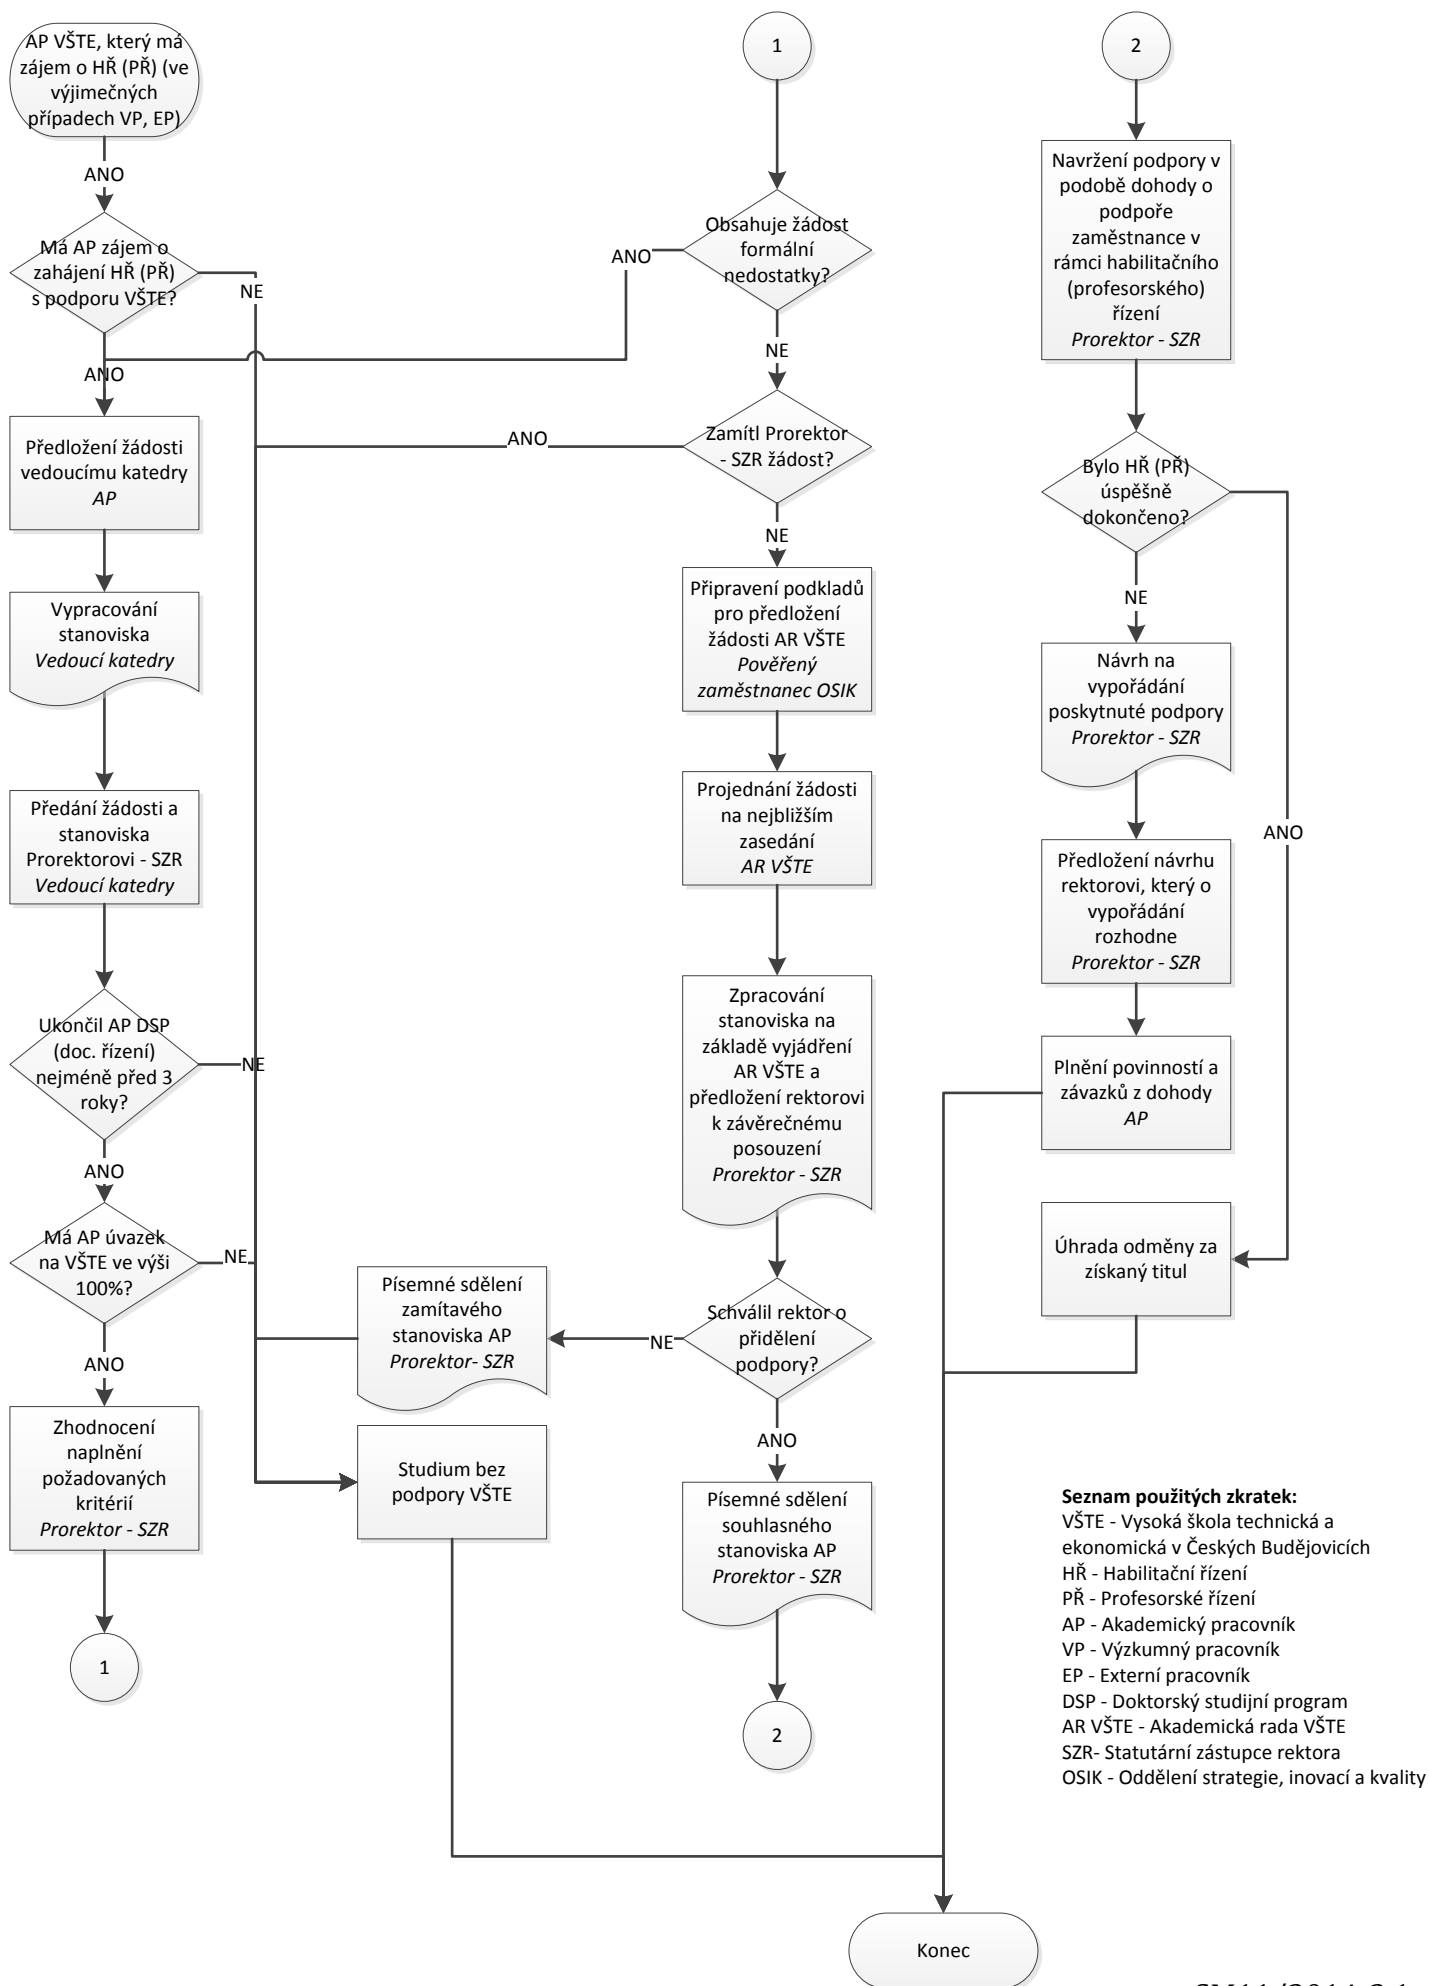 AP VŠTE, který má
zájem o HŘ (PŘ) (ve
výjimečných
případech VP, EP)
ANO
Má AP zájem o
zahájení HŘ (PŘ)
s podporu VŠTE?
NE
ANO
Předložení žádosti
vedoucímu katedry
AP
Vypracování
stanoviska
Vedoucí katedry
Předání žádosti a
stanoviska
Prorektorovi - SZR
Vedoucí katedry
Ukončil AP DSP
(doc. řízení)
nejméně před 3
roky?
NE
ANO
Má AP úvazek
na VŠTE ve výši
100%?
NE
ANO
Zhodnocení
naplnění
požadovaných
kritérií
Prorektor - SZR
1
1
Obsahuje žádost
formální
nedostatky?
ANO
NE
Zamítl Prorektor
- SZR žádost?
ANO
NE
Připravení podkladů
pro předložení
žádosti AR VŠTE
Pověřený
zaměstnanec OSIK
Projednání žádosti
na nejbližším
zasedání
AR VŠTE
Zpracování
stanoviska na
základě vyjádření
AR VŠTE a
předložení rektorovi
k závěrečnému
posouzení
Prorektor - SZR
Schválil rektor o
přidělení
podpory?
NE
Písemné sdělení
zamítavého
stanoviska AP
Prorektor- SZR
Studium bez
podpory VŠTE
ANO
Písemné sdělení
souhlasného
stanoviska AP
Prorektor - SZR
2
2
Navržení podpory v
podobě dohody o
podpoře
zaměstnance v
rámci habilitačního
(profesorského)
řízení
Prorektor - SZR
Bylo HŘ (PŘ)
úspěšně
dokončeno?
NE
ANO
Návrh na
vypořádání
poskytnuté podpory
Prorektor - SZR
Předložení návrhu
rektorovi, který o
vypořádání
rozhodne
Prorektor - SZR
Plnění povinností a
závazků z dohody
AP
Úhrada odměny za
získaný titul
Seznam použitých zkratek:
VŠTE - Vysoká škola technická a
ekonomická v Českých Budějovicích
HŘ - Habilitační řízení
PŘ - Profesorské řízení
AP - Akademický pracovník
VP - Výzkumný pracovník
EP - Externí pracovník
DSP - Doktorský studijní program
AR VŠTE - Akademická rada VŠTE
SZR- Statutární zástupce rektora
OSIK - Oddělení strategie, inovací a kvality
Konec